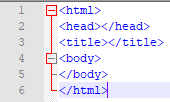 1 <html>
2 <head></head>
3 <title></title>
4 <body>
5 </body>
6 </html>